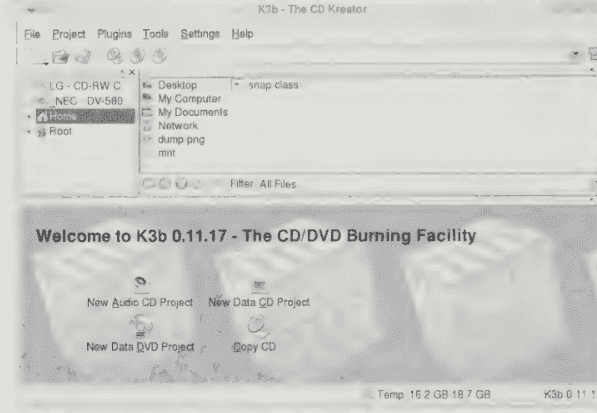 K3b - The CD Kreator
File Project Plugins Tools Settings Help
LG - CD-RW C
_NEC - DV-580
Home
Root
Desktop
My Computer
My Documents
Network
dump png
mnt
snap class
Filter All Files
Welcome to K3b 0.11.17 - The CD/DVD Burning Facility
New Audio CD Project New Data CD Project
New Data DVD Project Copy CD
Temp 16 2 GB 18 7 GB K3b 0 11 1